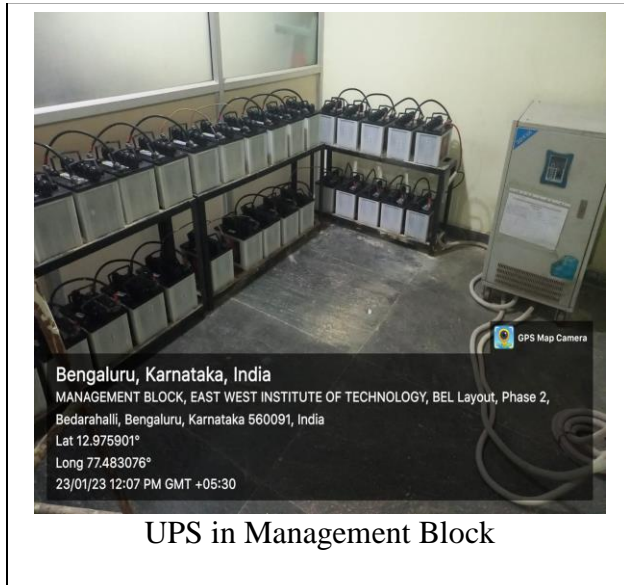 GPS Map Camera
Bengaluru, Karnataka, India
MANAGEMENT BLOCK, EAST WEST INSTITUTE OF TECHNOLOGY, BEL Layout, Phase 2,
Bedarahalli, Bengaluru, Karnataka 560091, India
Lat 12.975901°
Long 77.483076°
23/01/23 12:07 PM GMT +05:30
UPS in Management Block